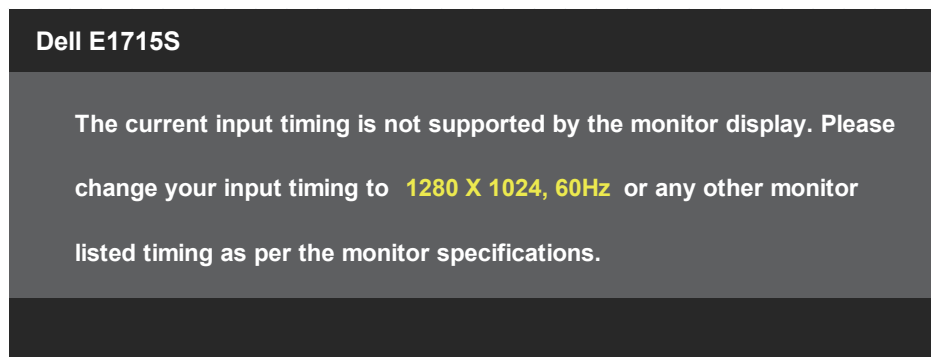 Dell E1715S
The current input timing is not supported by the monitor display. Please
change your input timing to 1280 X 1024, 60Hz or any other monitor
listed timing as per the monitor specifications.